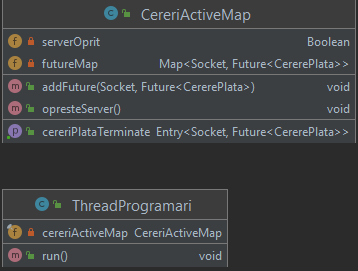 CereriActiveMap
serverOprit Boolean
futureMap Map<Socket, Future<CererePlata>>
addFuture(Socket, Future<CererePlata>) void
opresteServer() void
cereriPlataTerminate Entry<Socket, Future<CererePlata>>
ThreadProgramari
cereriActiveMap CereriActiveMap
run() void